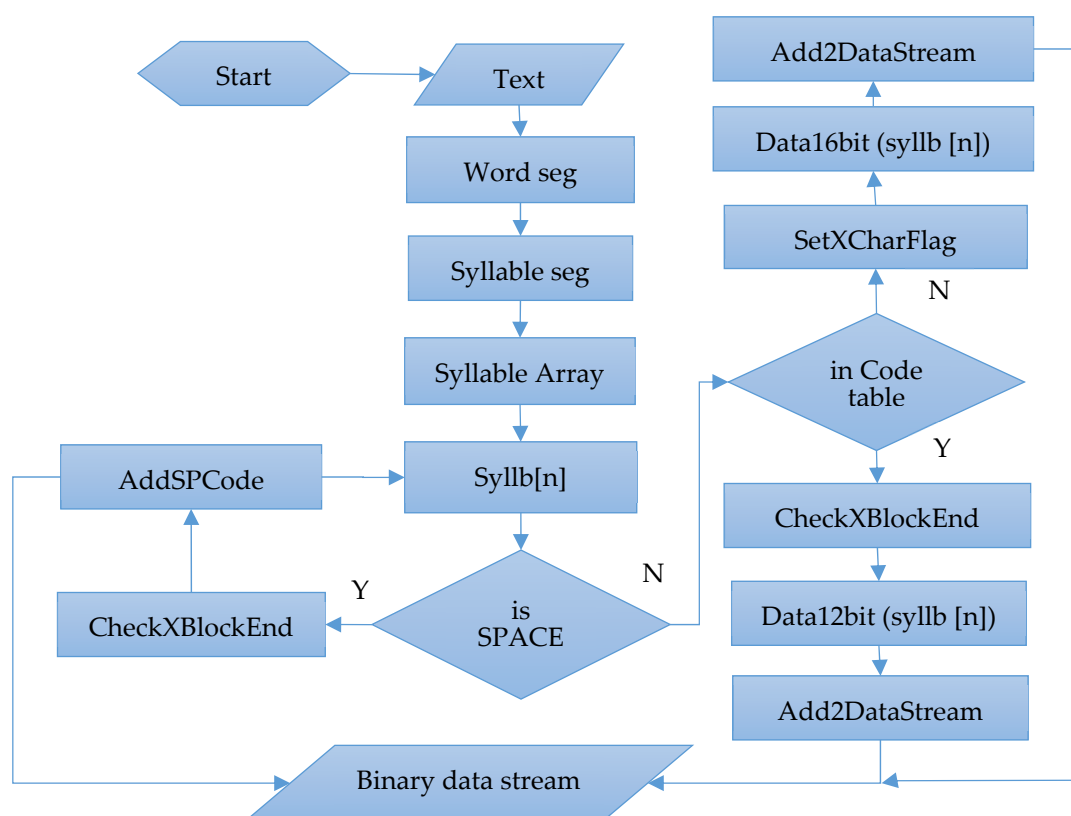 Start
Text
Word seg
Syllable seg
Syllable Array
Syllb[n]
is
SPACE
Y
N
CheckXBlockEnd
AddSPCode
in Code
table
N
SetXCharFlag
Data16bit (syllb [n])
Add2DataStream
Y
CheckXBlockEnd
Data12bit (syllb [n])
Add2DataStream
Binary data stream